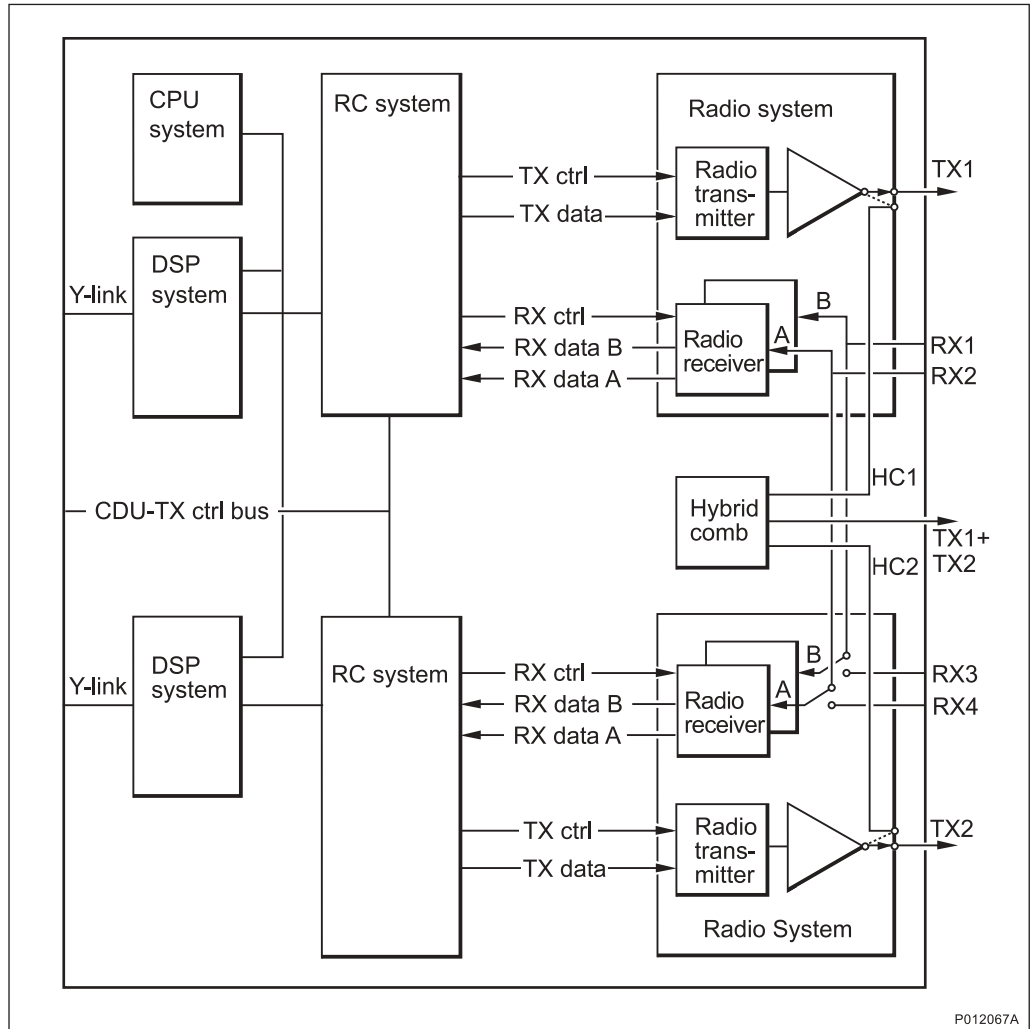 CPU
system
RC system
Radio system
TX ctrl
TX data
Radio
trans-
mitter
TX1
Y-link
DSP
system
RX ctrl
RX data B
RX data A
Radio
receiver
B
A
RX1
RX2
CDU-TX ctrl bus
Hybrid
comb
HC1
TX1+
TX2
HC2
Y-link
DSP
system
RC system
RX ctrl
RX data B
RX data A
Radio
receiver
B
A
RX3
RX4
TX ctrl
TX data
Radio
trans-
mitter
TX2
Radio System
P012067A